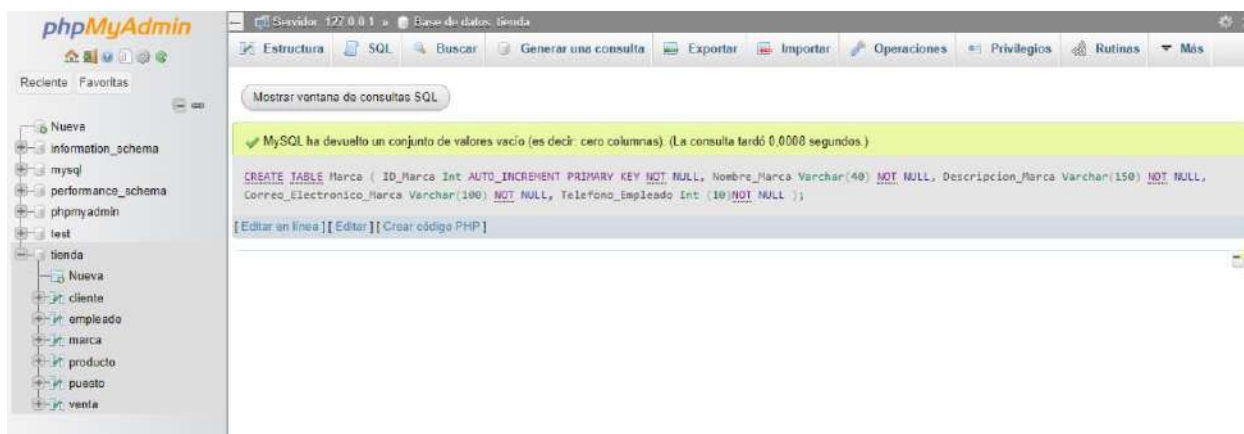 phpMyAdmin
Reciente Favoritas
Nueva
information_schema
mysql
performance_schema
phpmyadmin
test
tienda
Nueva
cliente
empleado
marca
producto
puesto
venta
Servidor: 127.0.0.1 » Base de datos: tienda
Estructura SQL Buscar Generar una consulta Exportar Importar Operaciones Privilegios Rutinas Más
Mostrar ventana de consultas SQL
MySQL ha devuelto un conjunto de valores vacío (es decir: cero columnas). (La consulta tardó 0,0008 segundos.)
CREATE TABLE Marca ( ID_Marca Int AUTO_INCREMENT PRIMARY KEY NOT NULL, Nombre_Marca Varchar(40) NOT NULL, Descripcion_Marca Varchar(150) NOT NULL,
Correo_Electronico_Marca Varchar(100) NOT NULL, Telefono_Empleado Int (10)NOT NULL );
[ Editar en línea ] [ Editar ] [ Crear código PHP ]